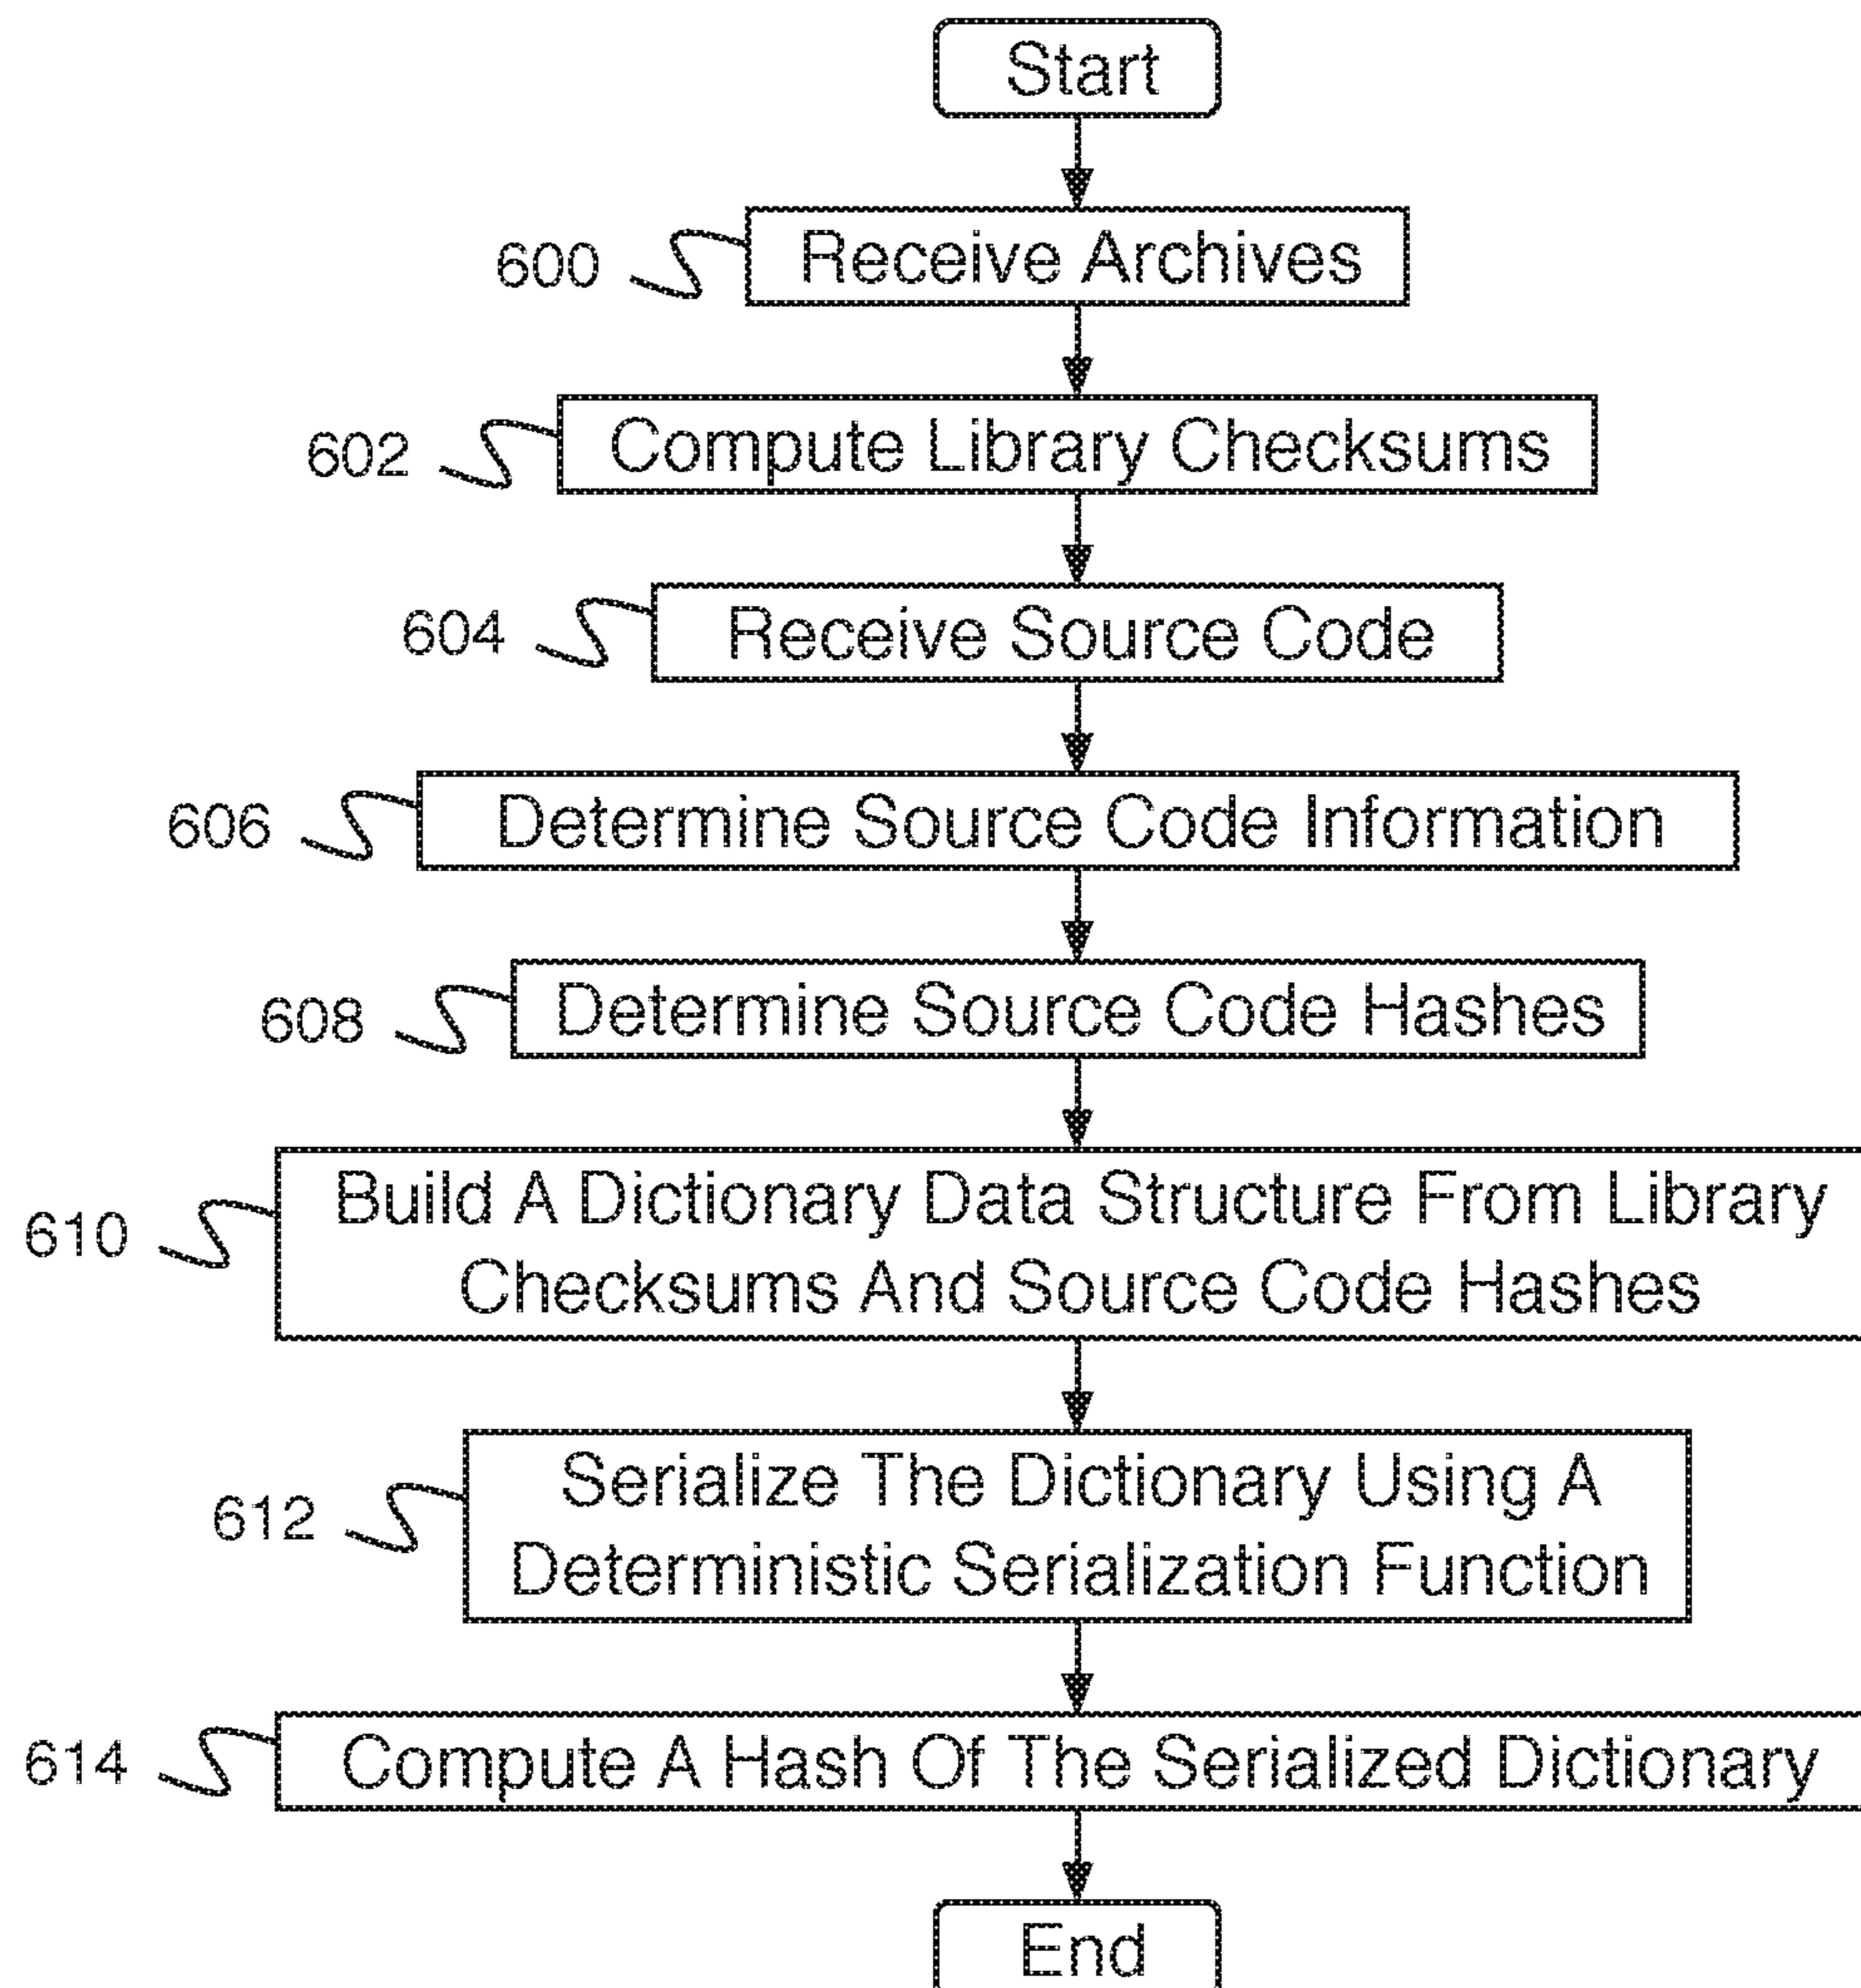 Start
600
Receive Archives
602
Compute Library Checksums
604
Receive Source Code
606
Determine Source Code Information
608
Determine Source Code Hashes
610
Build A Dictionary Data Structure From Library
Checksums And Source Code Hashes
612
Serialize The Dictionary Using A
Deterministic Serialization Function
614
Compute A Hash Of The Serialized Dictionary
End